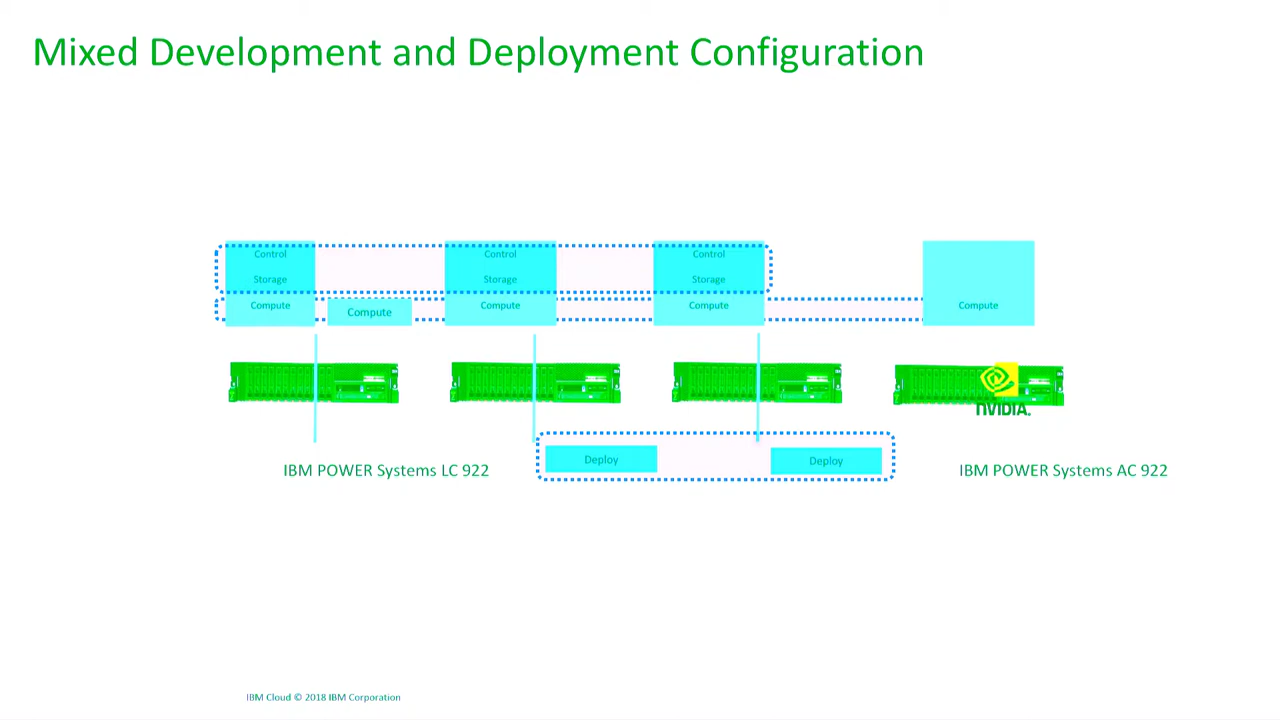 Mixed Development and Deployment Configuration
Control
Storage
Compute
Compute
Control
Storage
Compute
Control
Storage
Compute
Compute
nVIDIA.
IBM POWER Systems LC 922
Deploy
Deploy
IBM POWER Systems AC 922
IBM Cloud © 2018 IBM Corporation